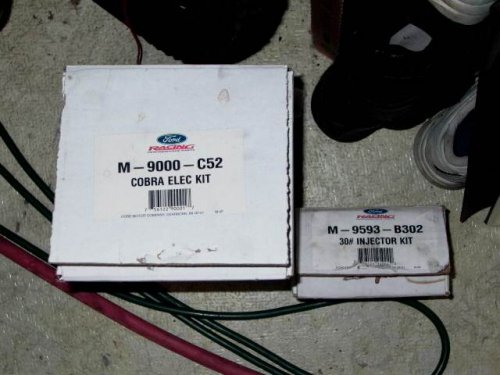 Ford
RACING
M-9000-C52
COBRA ELEC KIT
Ford
RACING
M-9593-B302
30# INJECTOR KIT